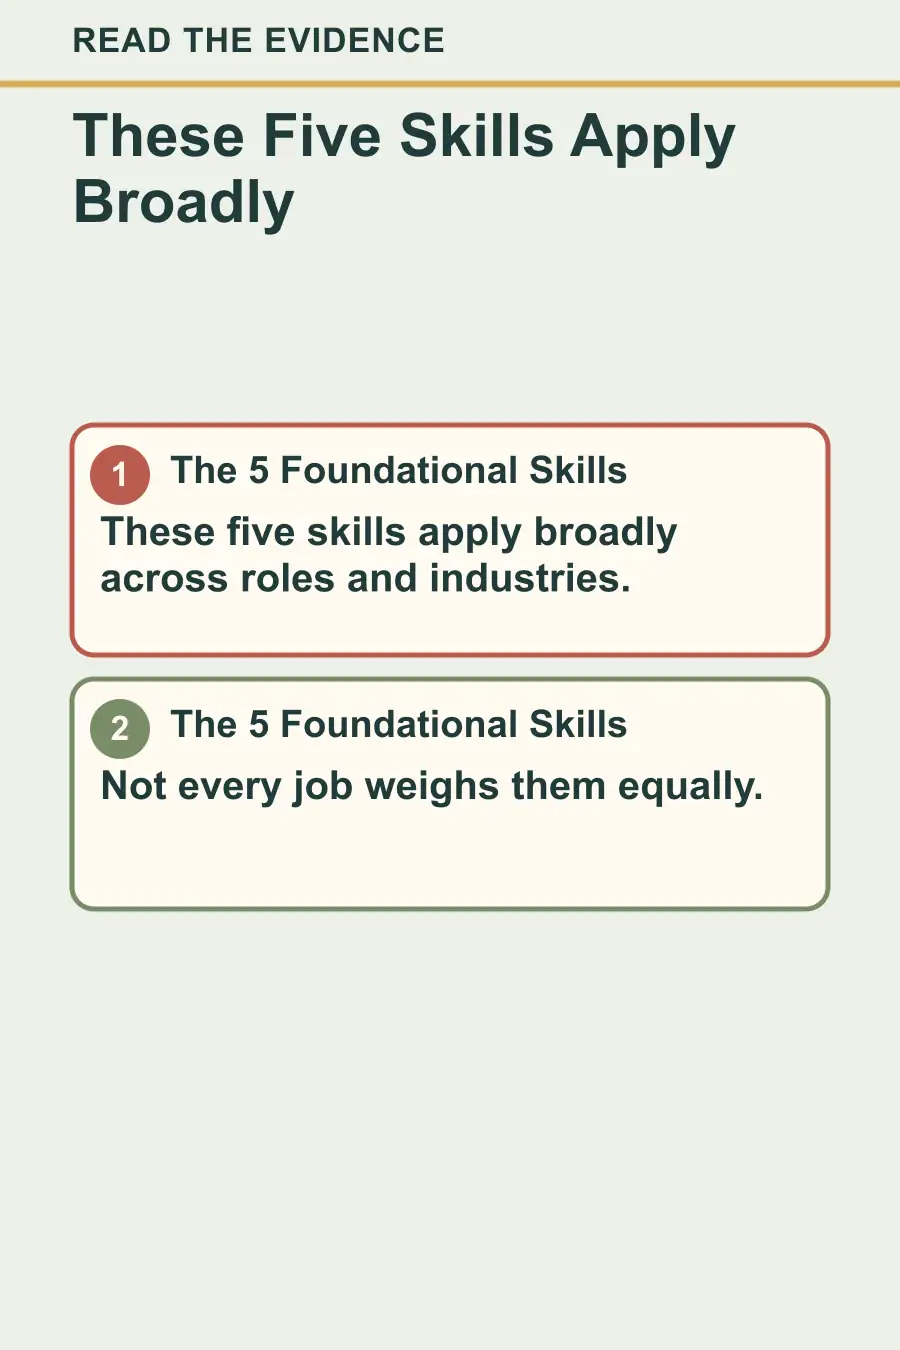 READ THE EVIDENCE
These Five Skills Apply
Broadly
1 The 5 Foundational Skills
These five skills apply broadly
across roles and industries.
2 The 5 Foundational Skills
Not every job weighs them equally.